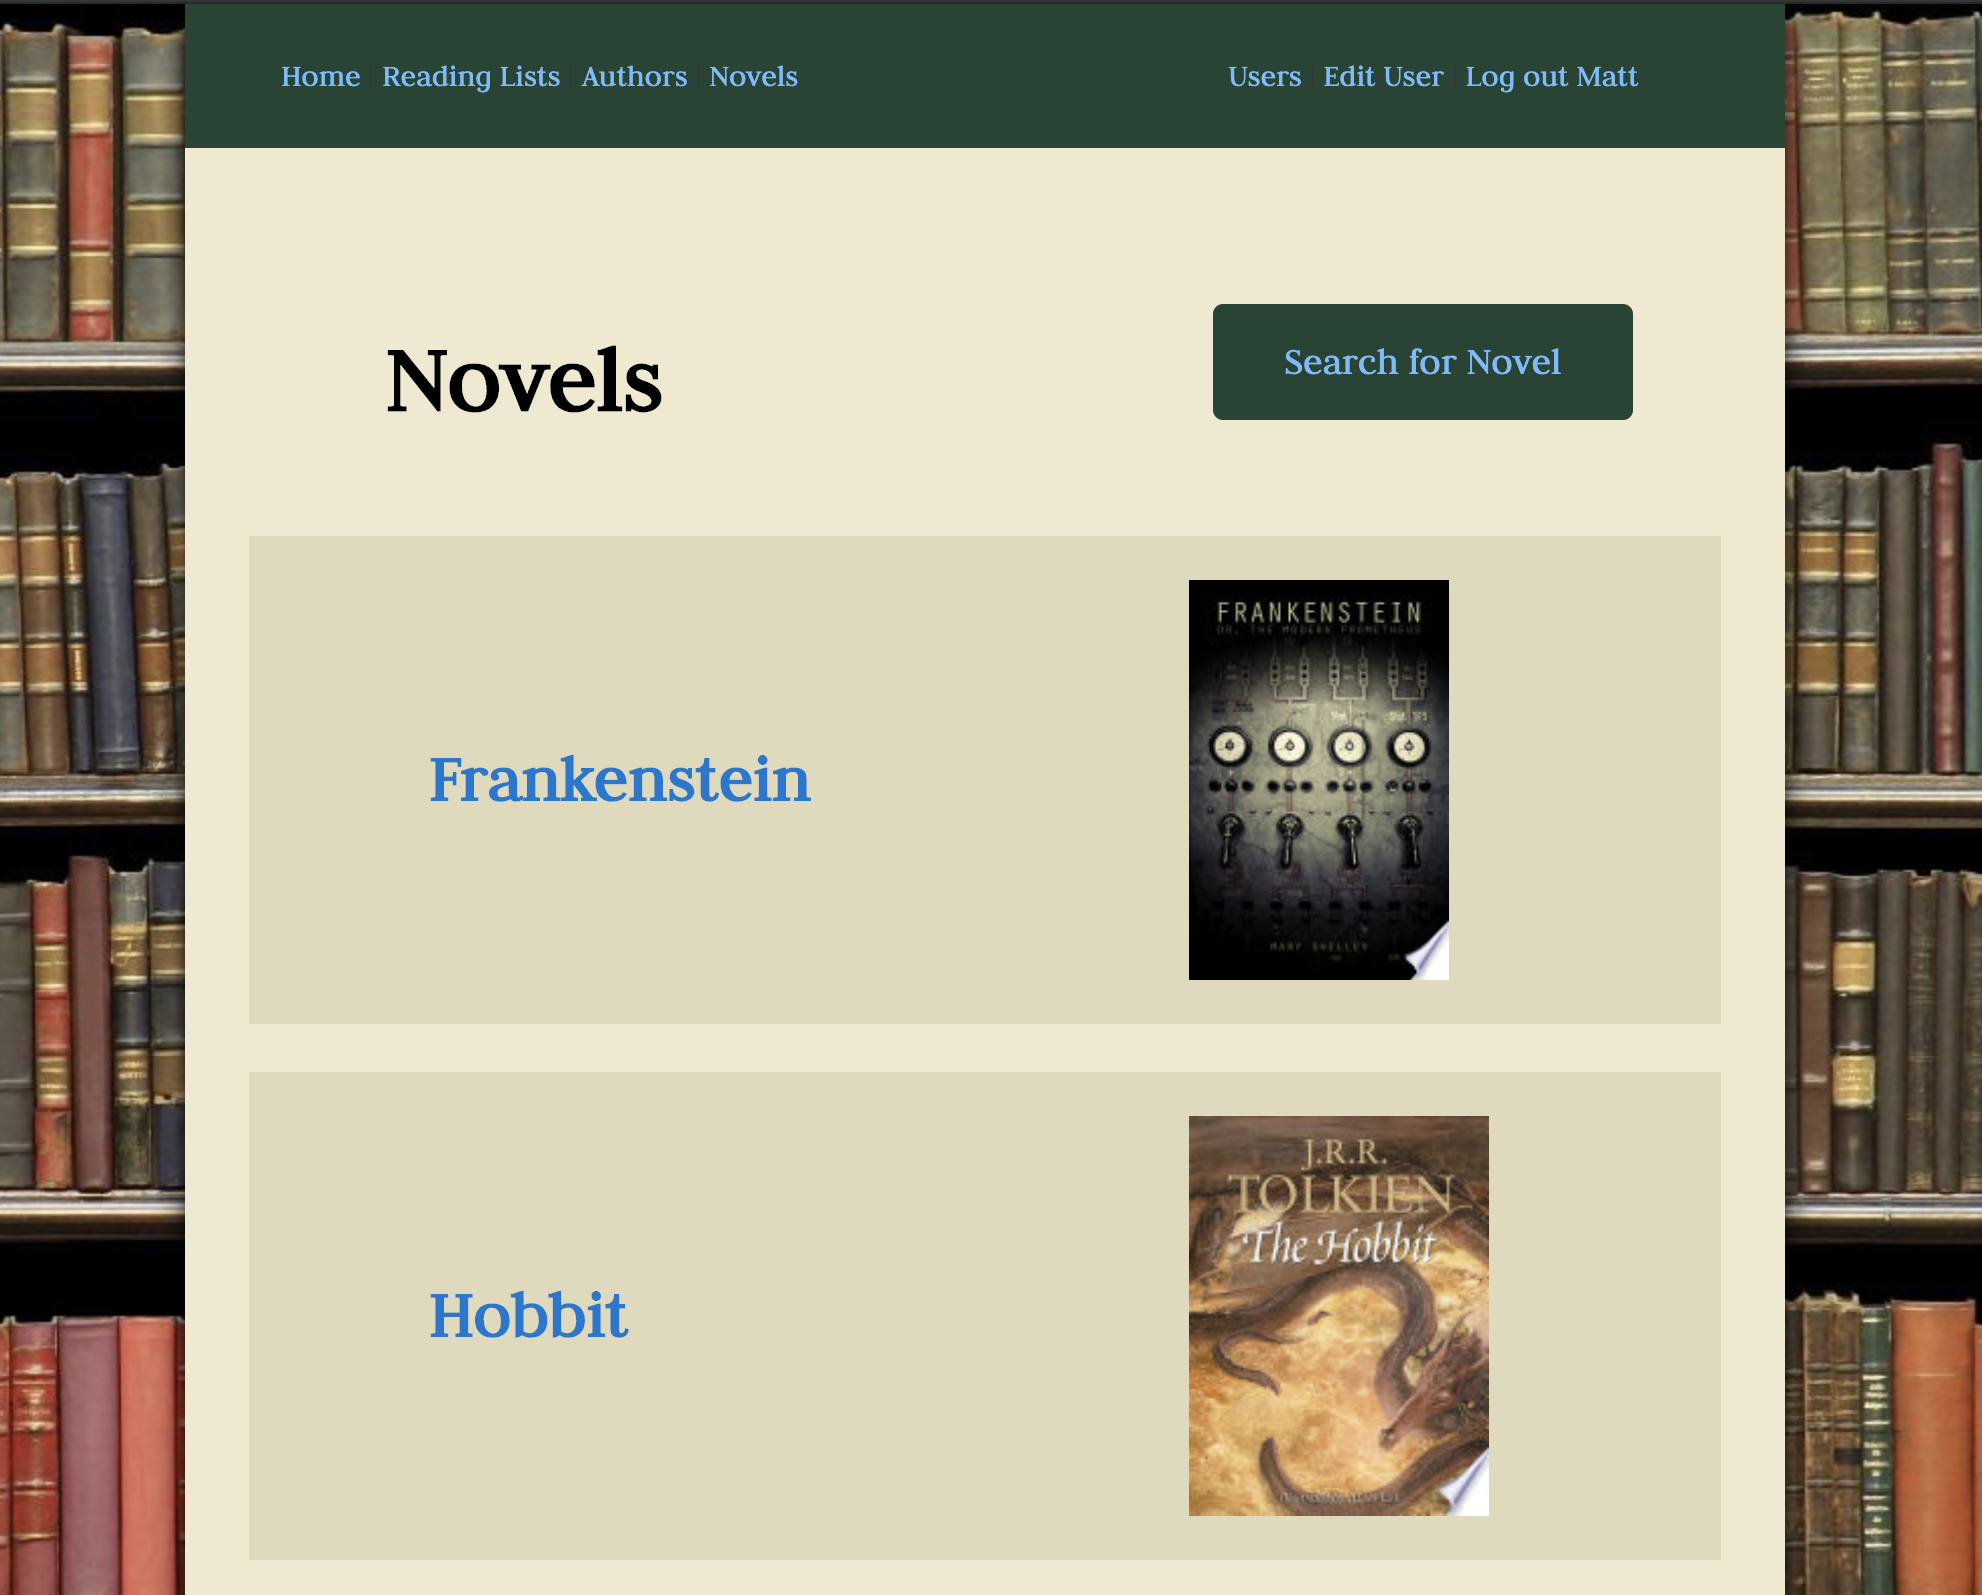 Home Reading Lists Authors Novels Users Edit User Log out Matt
Novels
Search for Novel
Frankenstein
FRANKENSTEIN
OR, THE MODERN PROMETHEUS
MARY SHELLEY
Hobbit
J.R.R.
TOLKIEN
The Hobbit